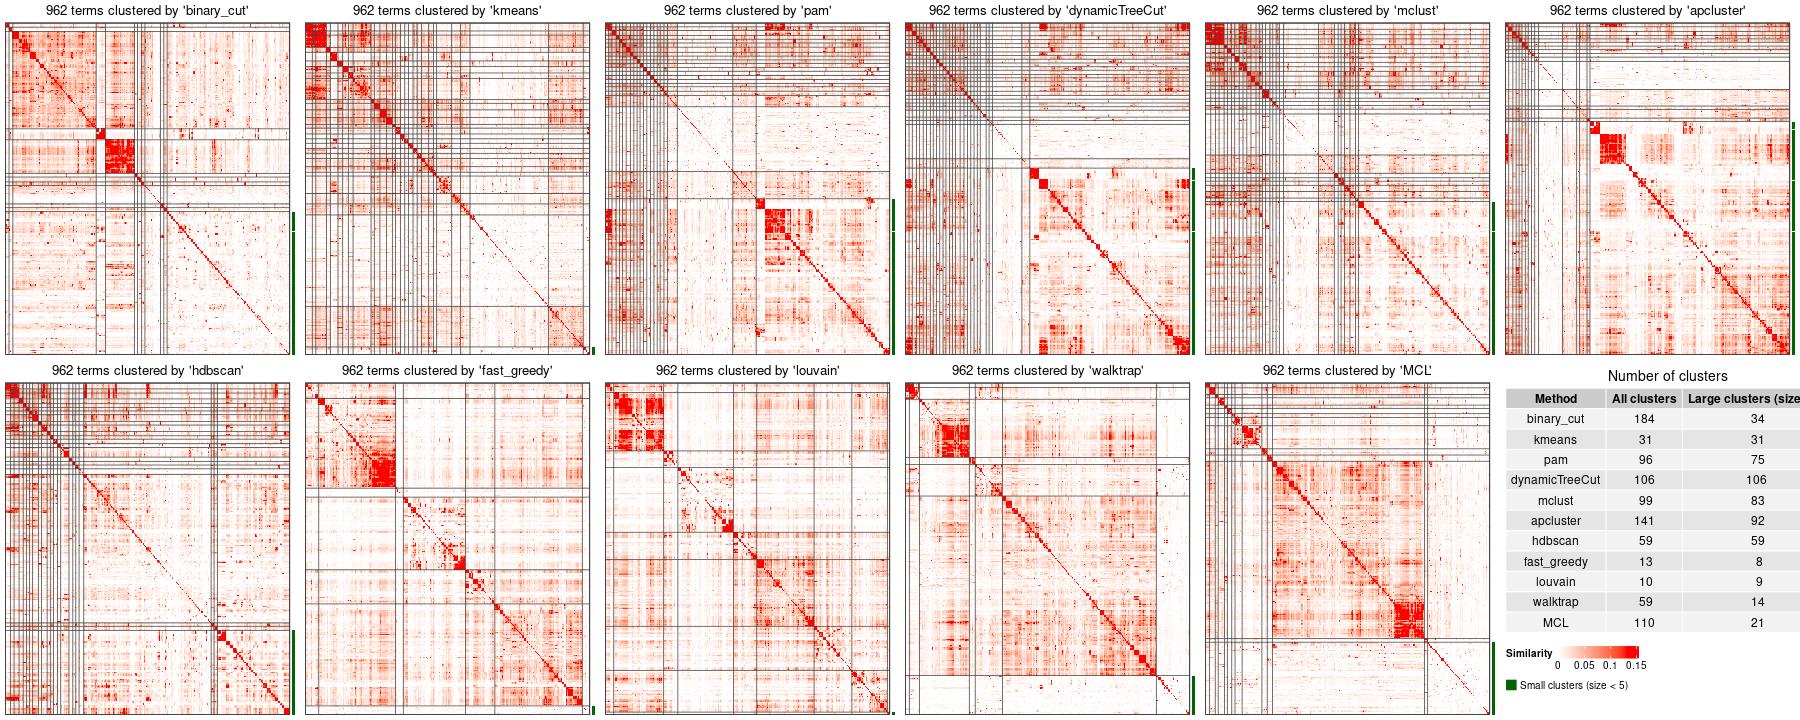 962 terms clustered by 'binary_cut'
962 terms clustered by 'kmeans'
962 terms clustered by 'pam'
962 terms clustered by 'dynamicTreeCut'
962 terms clustered by 'mclust'
962 terms clustered by 'apcluster'
962 terms clustered by 'hdbscan'
962 terms clustered by 'fast_greedy'
962 terms clustered by 'louvain'
962 terms clustered by 'walktrap'
962 terms clustered by 'MCL'
Number of clusters
Method All clusters Large clusters (size
binary_cut 184 34
kmeans 31 31
pam 96 75
dynamicTreeCut 106 106
mclust 99 83
apcluster 141 92
hdbscan 59 59
fast_greedy 13 8
louvain 10 9
walktrap 59 14
MCL 110 21
Similarity
0 0.05 0.1 0.15
Small clusters (size < 5)